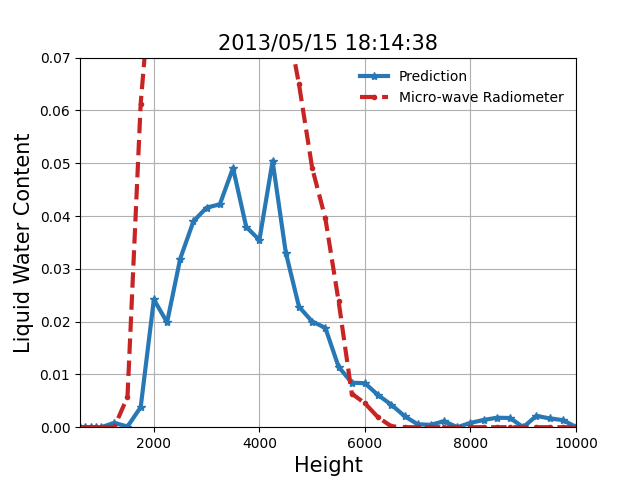 2013/05/15 18:14:38
0.07
0.06
0.05
0.04
0.03
0.02
0.01
0.00
Liquid Water Content
Prediction
Micro-wave Radiometer
2000 4000 6000 8000 10000
Height